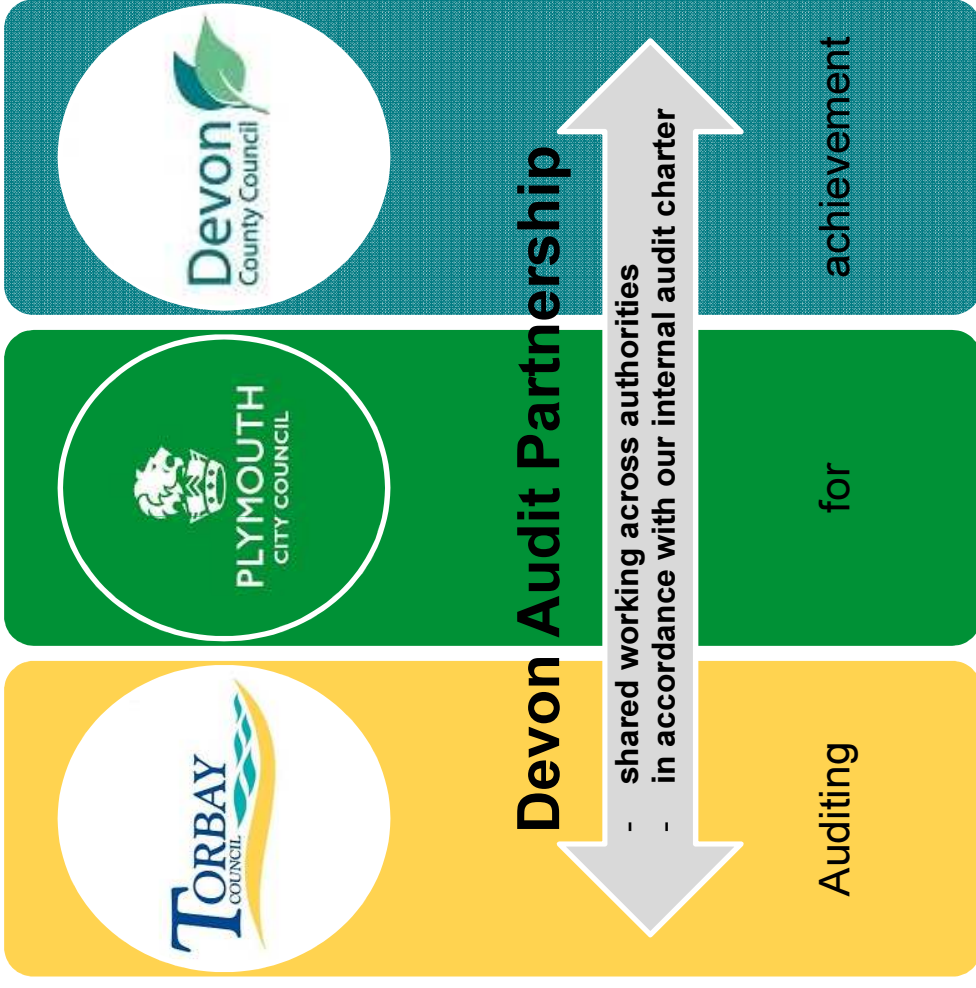 TORBAY
COUNCIL
PLYMOUTH
CITY COUNCIL
Devon
County Council
Devon Audit Partnership
- shared working across authorities
- in accordance with our internal audit charter
Auditing
for
achievement